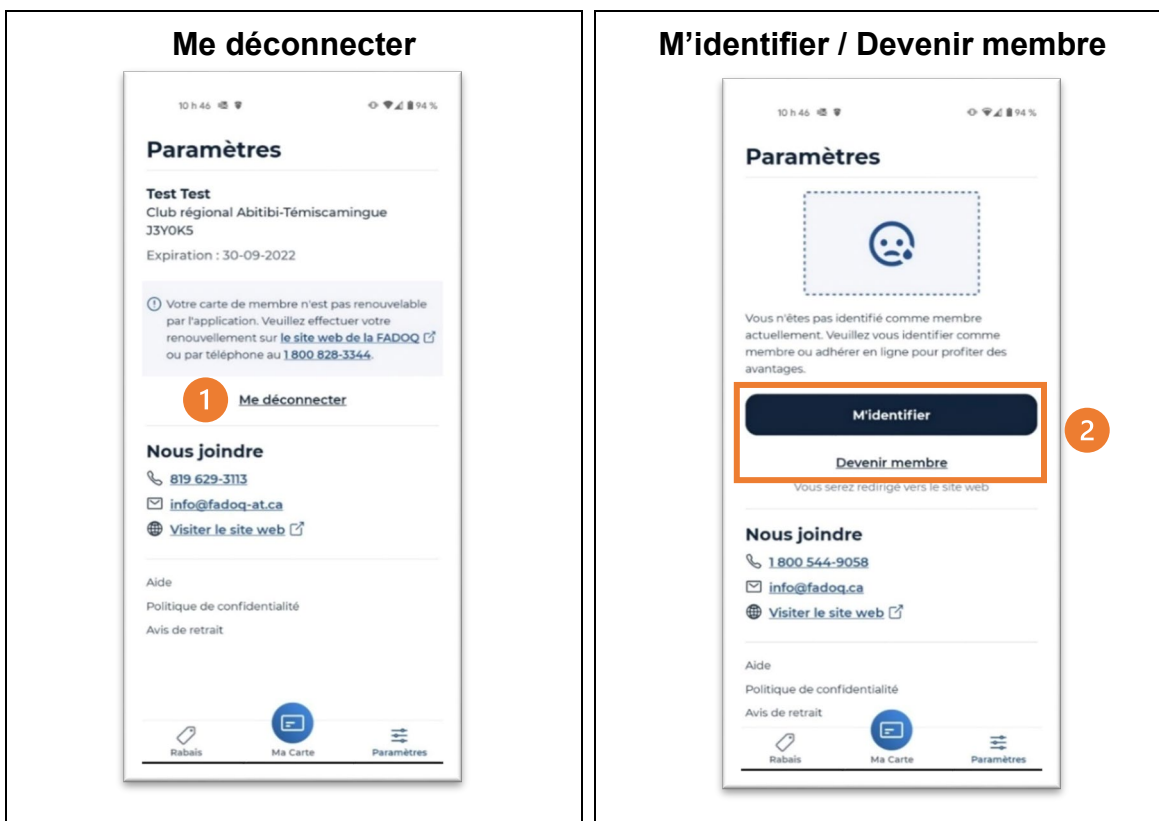 Me déconnecter
10 h 46
94 %
Paramètres
Test Test
Club régional Abitibi-Témiscamingue
J3Y0K5
Expiration : 30-09-2022
Votre carte de membre n'est pas renouvelable
par l'application. Veuillez effectuer votre
renouvellement sur le site web de la FADOQ
ou par téléphone au 1 800 828-3344.
1
Me déconnecter
Nous joindre
819 629-3113
info@fadoq-at.ca
Visiter le site web
Aide
Politique de confidentialité
Avis de retrait
Rabais
Ma Carte
Paramètres
M’identifier / Devenir membre
10 h 46
94 %
Paramètres
Vous n'êtes pas identifié comme membre
actuellement. Veuillez vous identifier comme
membre ou adhérer en ligne pour profiter des
avantages.
M'identifier
2
Devenir membre
Vous serez redirigé vers le site web
Nous joindre
1 800 544-9058
info@fadoq.ca
Visiter le site web
Aide
Politique de confidentialité
Avis de retrait
Rabais
Ma Carte
Paramètres